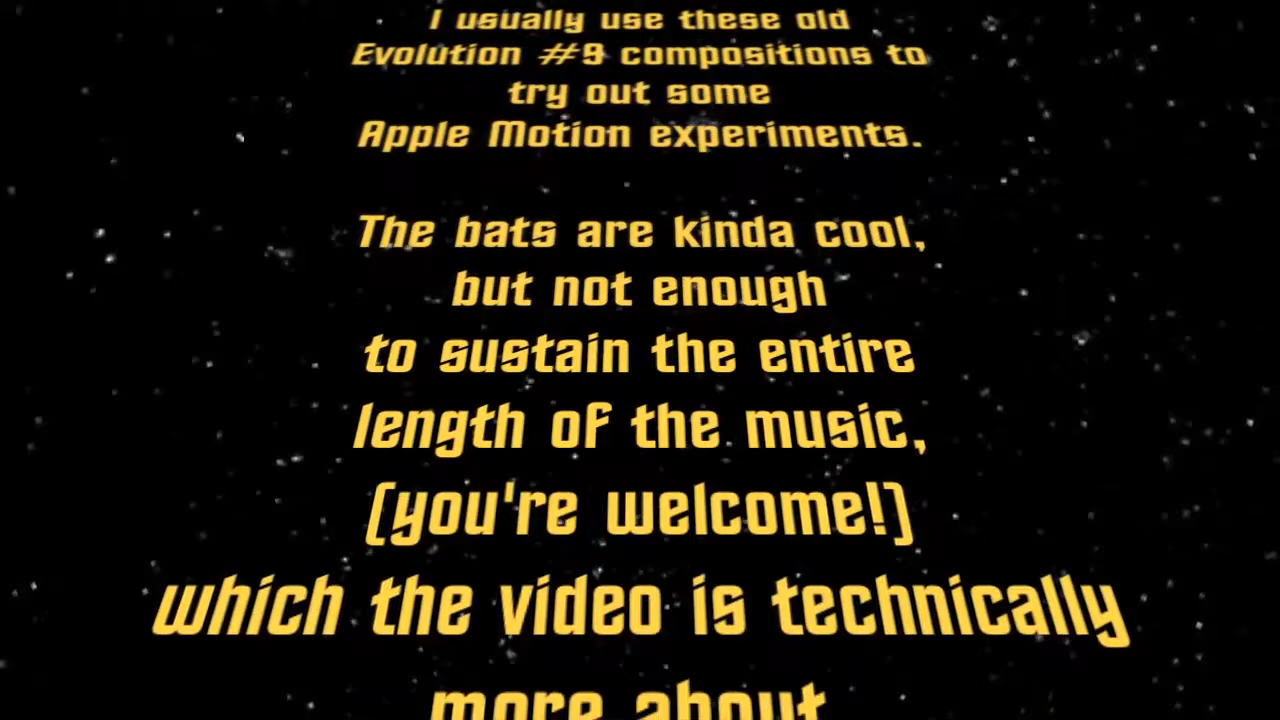 I usually use these old
Evolution #9 compositions to
try out some
Apple Motion experiments.
The bats are kinda cool,
but not enough
to sustain the entire
length of the music,
(you're welcome!)
which the video is technically
more about